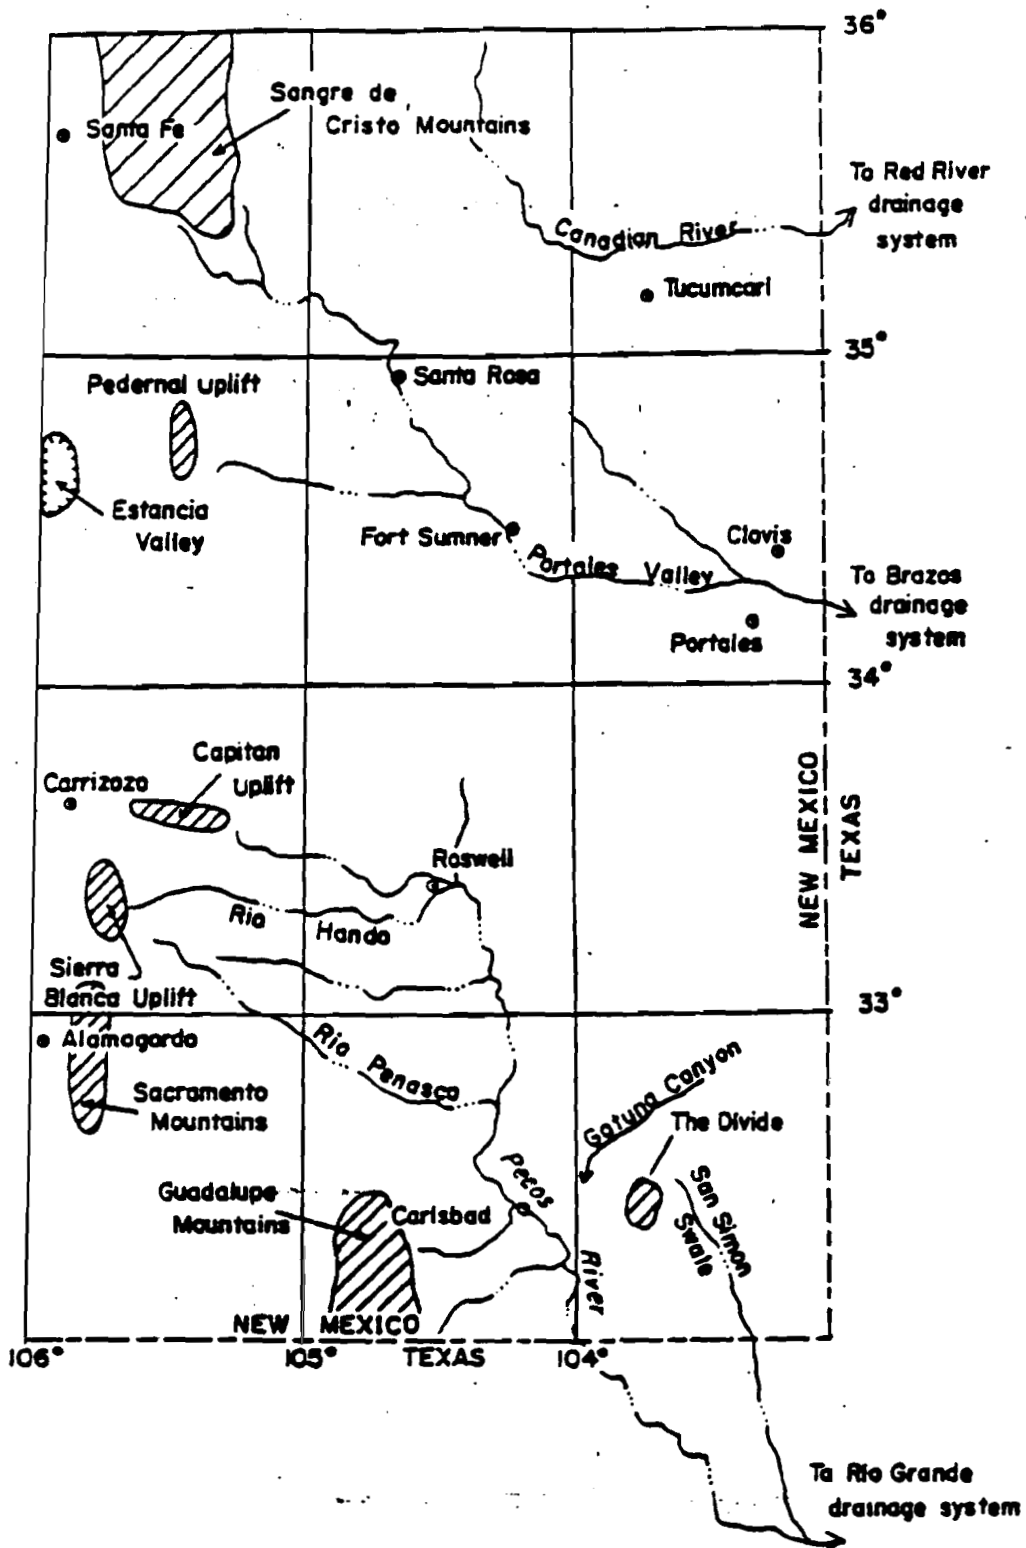 36°
Sangre de
Cristo Mountains
Santa Fe
To Red River
drainage
system
Canadian River
Tucumcari
35°
Santa Rosa
Pedernal uplift
Estancia
Valley
Fort Sumner
Clovis
Portales Valley
To Brazos
drainage
system
Portales
34°
Capitan
Uplift
Carrizozo
NEW MEXICO
TEXAS
Roswell
Rio Hondo
Sierra
Blanca Uplift
33°
Alamagordo
Rio Penasco
Sacramento
Mountains
Gatuna Canyon
The Divide
Guadalupe
Mountains
Carlsbad
Pecos River
San Simon
Swale
NEW MEXICO
106°
105°
TEXAS
104°
To Rio Grande
drainage system